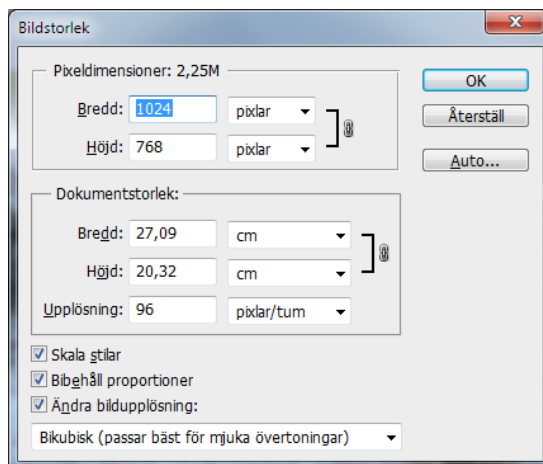 Bildstorlek
Pixeldimensioner: 2,25M
Bredd: 1024 pixlar
Höjd: 768 pixlar
OK
Återställ
Auto...
Dokumentstorlek:
Bredd: 27,09 cm
Höjd: 20,32 cm
Upplösning: 96 pixlar/tum
Skala stilar
Bibehåll proportioner
Ändra bildupplösning:
Bikubisk (passar bäst för mjuka övertoningar)